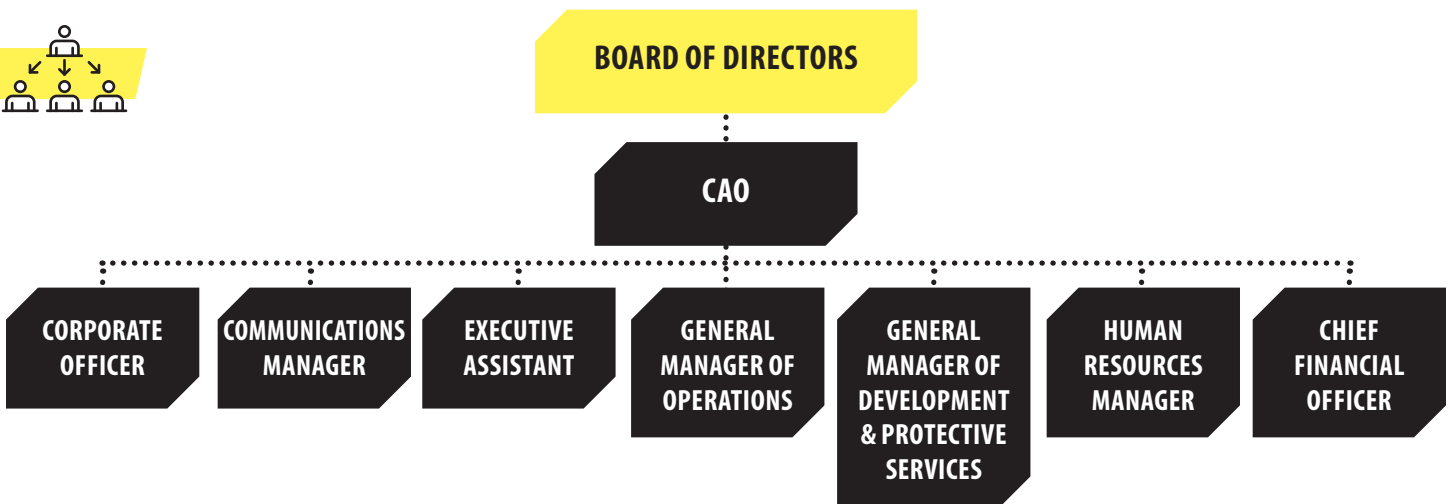 BOARD OF DIRECTORS
CAO
CORPORATE
OFFICER
COMMUNICATIONS
MANAGER
EXECUTIVE
ASSISTANT
GENERAL
MANAGER OF
OPERATIONS
GENERAL
MANAGER OF
DEVELOPMENT
& PROTECTIVE
SERVICES
HUMAN
RESOURCES
MANAGER
CHIEF
FINANCIAL
OFFICER